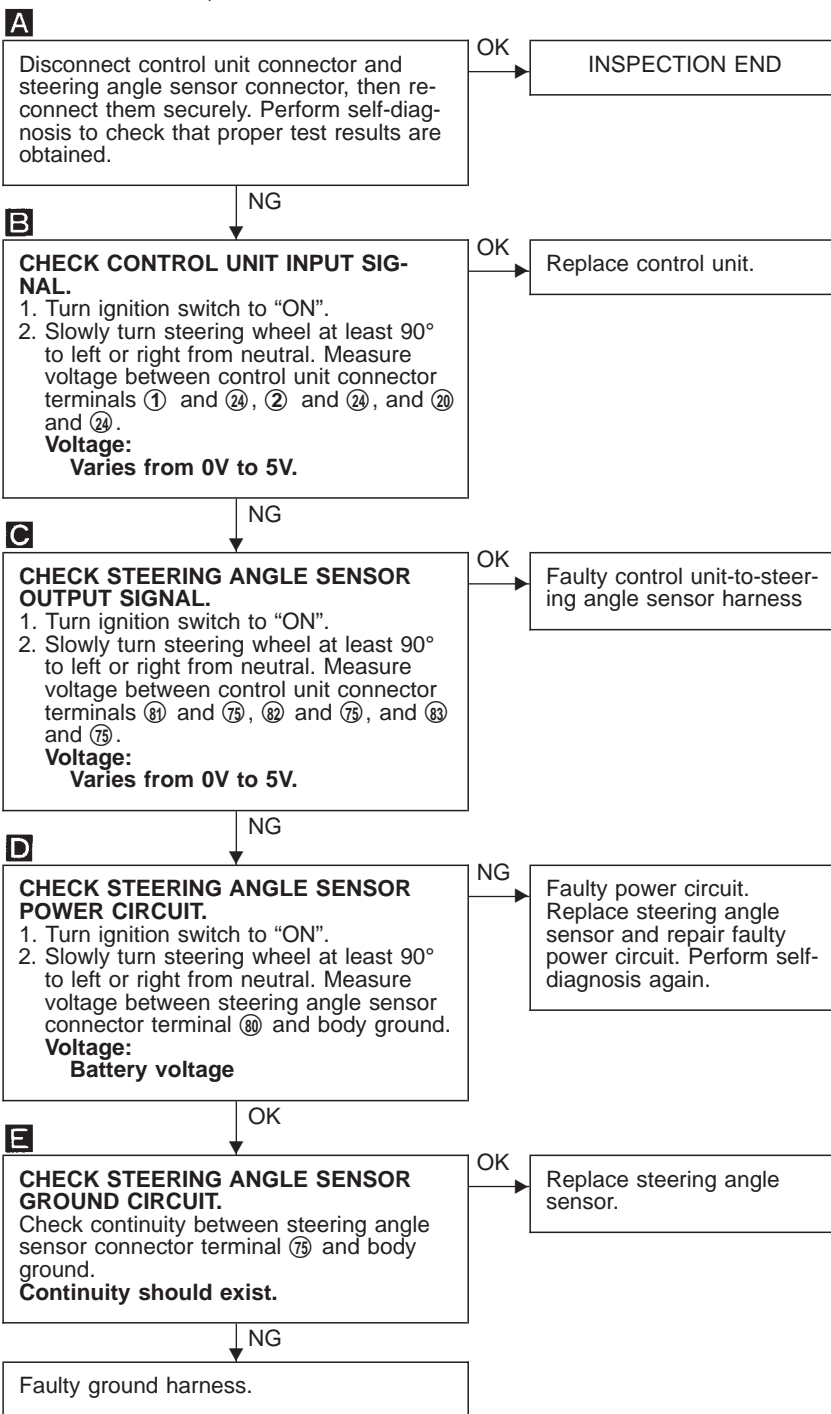 A
Disconnect control unit connector and
steering angle sensor connector, then re-
connect them securely. Perform self-diag-
nosis to check that proper test results are
obtained.
OK
INSPECTION END
NG
B
CHECK CONTROL UNIT INPUT SIG-
NAL.
1. Turn ignition switch to “ON”.
2. Slowly turn steering wheel at least 90°
to left or right from neutral. Measure
voltage between control unit connector
terminals ① and ㉔, ② and ㉔, and ⑳
and ㉔.
Voltage:
Varies from 0V to 5V.
OK
Replace control unit.
NG
C
CHECK STEERING ANGLE SENSOR
OUTPUT SIGNAL.
1. Turn ignition switch to “ON”.
2. Slowly turn steering wheel at least 90°
to left or right from neutral. Measure
voltage between control unit connector
terminals (81) and (75), (82) and (75), and (83)
and (75).
Voltage:
Varies from 0V to 5V.
OK
Faulty control unit-to-steer-
ing angle sensor harness
NG
D
CHECK STEERING ANGLE SENSOR
POWER CIRCUIT.
1. Turn ignition switch to “ON”.
2. Slowly turn steering wheel at least 90°
to left or right from neutral. Measure
voltage between steering angle sensor
connector terminal (80) and body ground.
Voltage:
Battery voltage
NG
Faulty power circuit.
Replace steering angle
sensor and repair faulty
power circuit. Perform self-
diagnosis again.
OK
E
CHECK STEERING ANGLE SENSOR
GROUND CIRCUIT.
Check continuity between steering angle
sensor connector terminal (75) and body
ground.
Continuity should exist.
OK
Replace steering angle
sensor.
NG
Faulty ground harness.